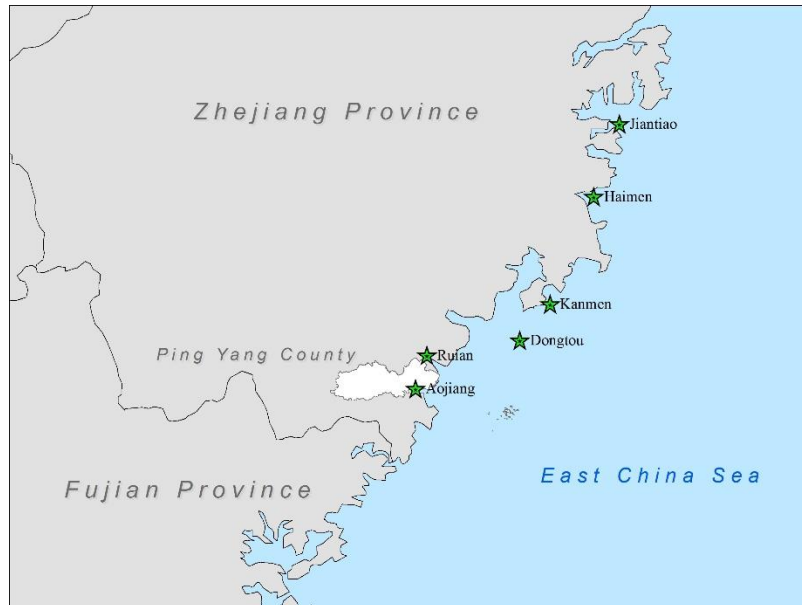 Zhejiang Province
Jiantiao
Haimen
Kanmen
Dongtou
Ping Yang County
Ruian
Aojiang
East China Sea
Fujian Province